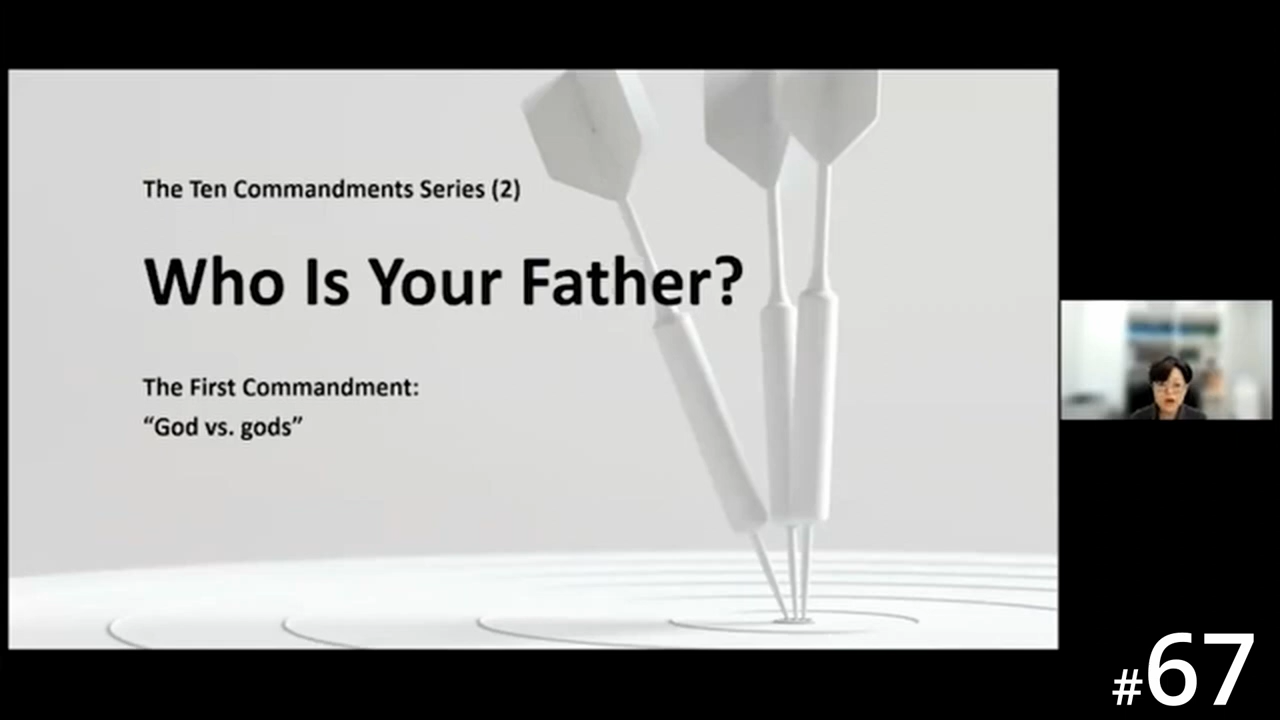 The Ten Commandments Series (2)
Who Is Your Father?
The First Commandment:
“God vs. gods”
#67